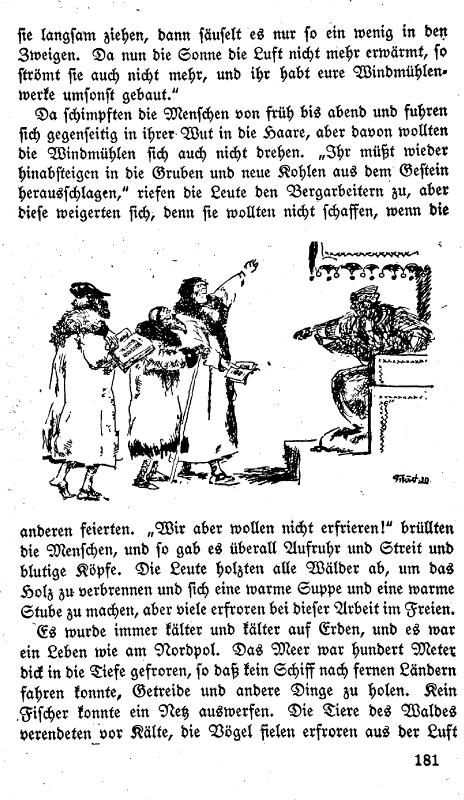 sie langsam ziehen, dann säuselt es nur so ein wenig in den
Zweigen. Da nun die Sonne die Luft nicht mehr erwärmt, so
strömt sie auch nicht mehr, und ihr habt eure Windmühlen-
werke umsonst gebaut.“
Da schimpften die Menschen von früh bis abend und fuhren
sich gegenseitig in ihrer Wut in die Haare, aber davon wollten
die Windmühlen sich auch nicht drehen. „Ihr müßt wieder
hinabsteigen in die Gruben und neue Kohlen aus dem Gestein
herausschlagen,“ riefen die Leute den Bergarbeitern zu, aber
diese weigerten sich, denn sie wollten nicht schaffen, wenn die
anderen feierten. „Wir aber wollen nicht erfrieren!“ brüllten
die Menschen, und so gab es überall Aufruhr und Streit und
blutige Köpfe. Die Leute holzten alle Wälder ab, um das
Holz zu verbrennen und sich eine warme Suppe und eine warme
Stube zu machen, aber viele erfroren bei dieser Arbeit im Freien.
Es wurde immer kälter und kälter auf Erden, und es war
ein Leben wie am Nordpol. Das Meer war hundert Meter
dick in die Tiefe gefroren, so daß kein Schiff nach fernen Ländern
fahren konnte, Getreide und andere Dinge zu holen. Kein
Fischer konnte ein Netz auswerfen. Die Tiere des Waldes
verendeten vor Kälte, die Vögel fielen erfroren aus der Luft
181